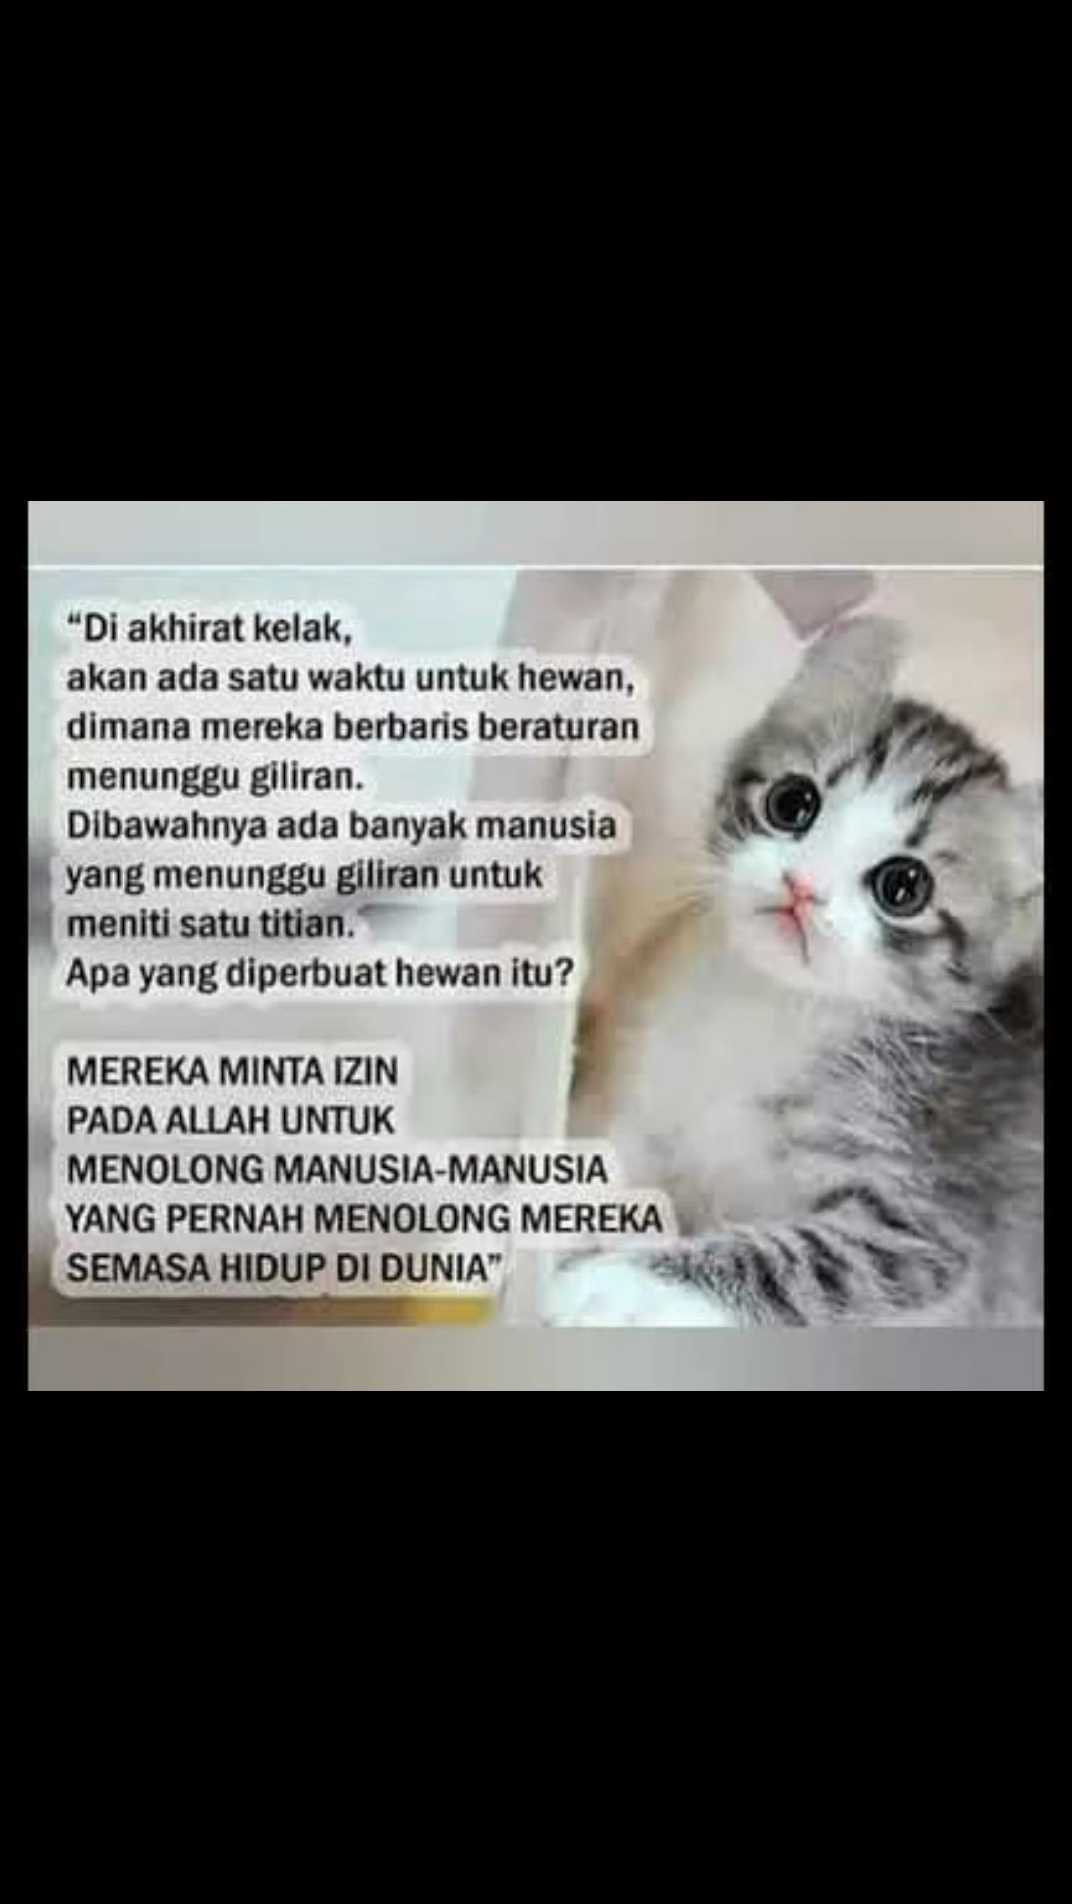 “Di akhirat kelak,
akan ada satu waktu untuk hewan,
dimana mereka berbaris beraturan
menunggu giliran.
Dibawahnya ada banyak manusia
yang menunggu giliran untuk
meniti satu titian.
Apa yang diperbuat hewan itu?
MEREKA MINTA IZIN
PADA ALLAH UNTUK
MENOLONG MANUSIA-MANUSIA
YANG PERNAH MENOLONG MEREKA
SEMASA HIDUP DI DUNIA”